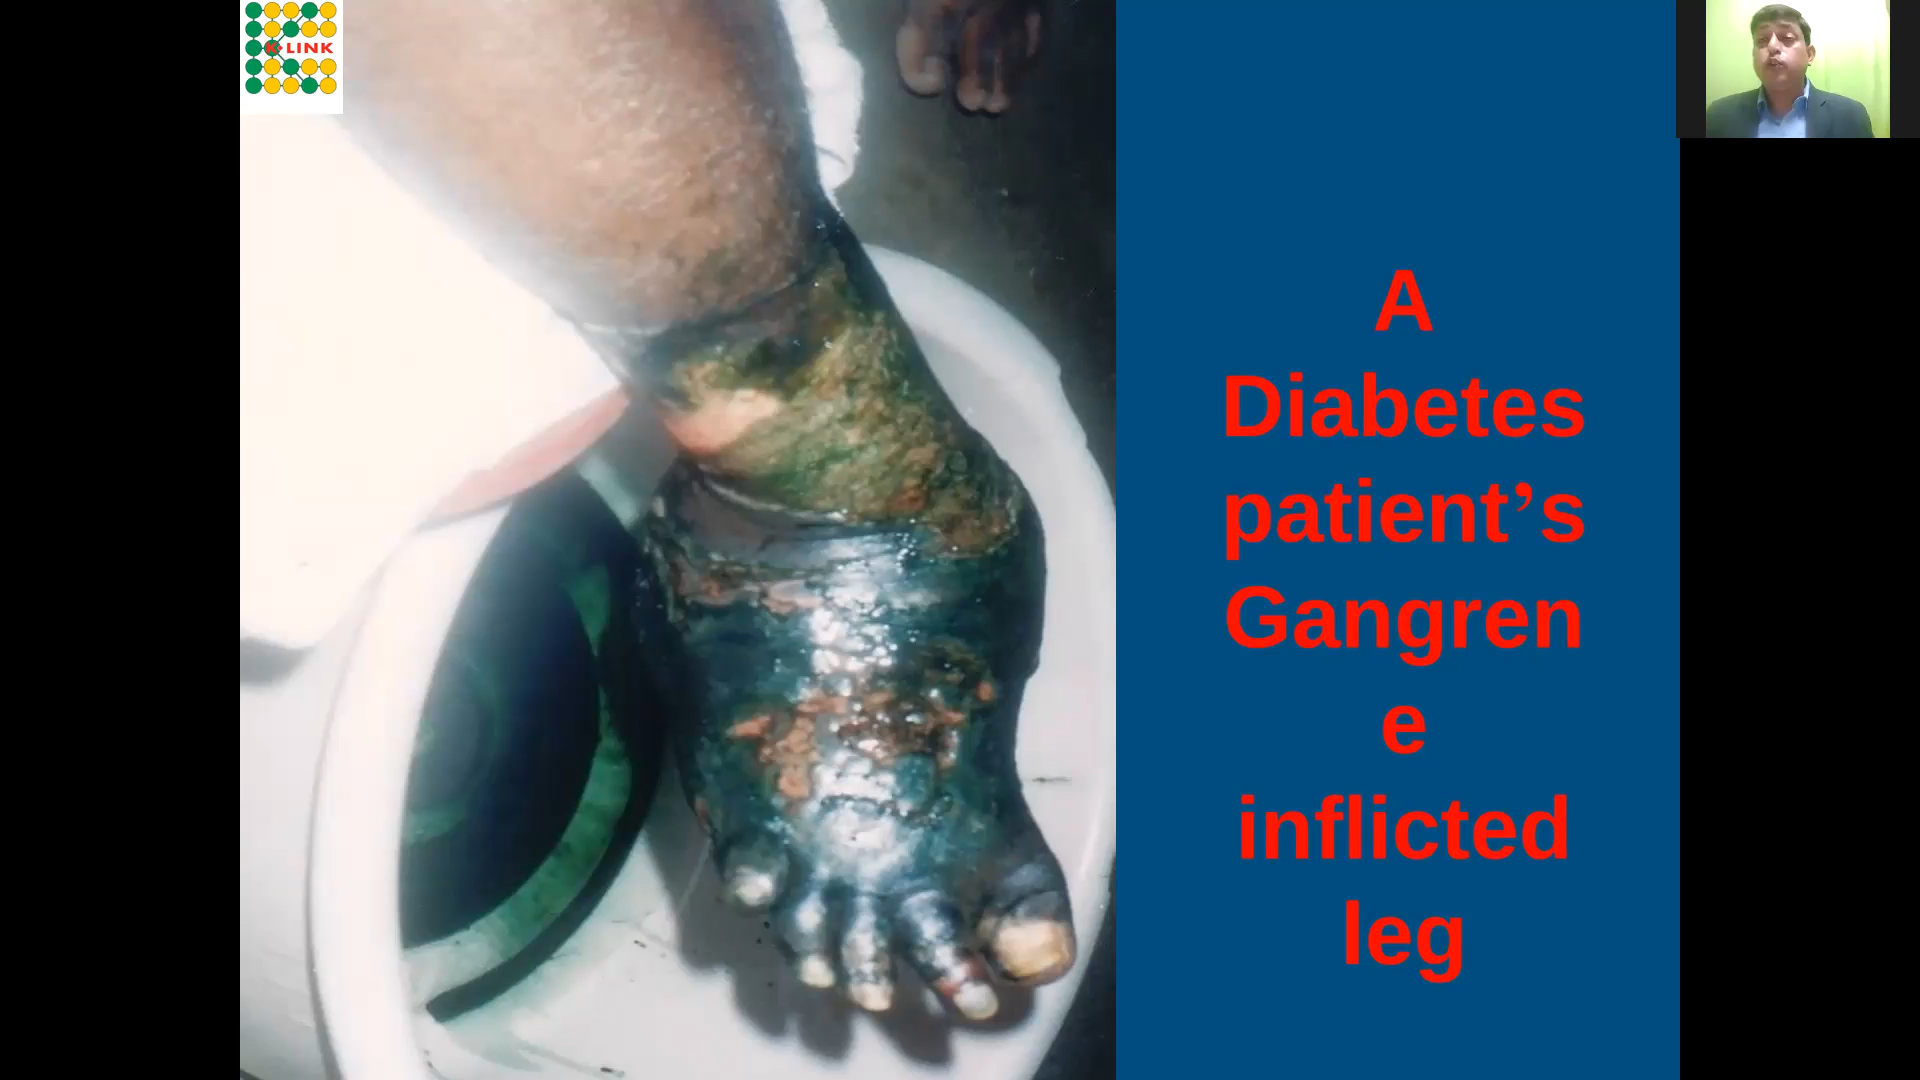 K-LINK
A
Diabetes
patient’s
Gangren
e
inflicted
leg